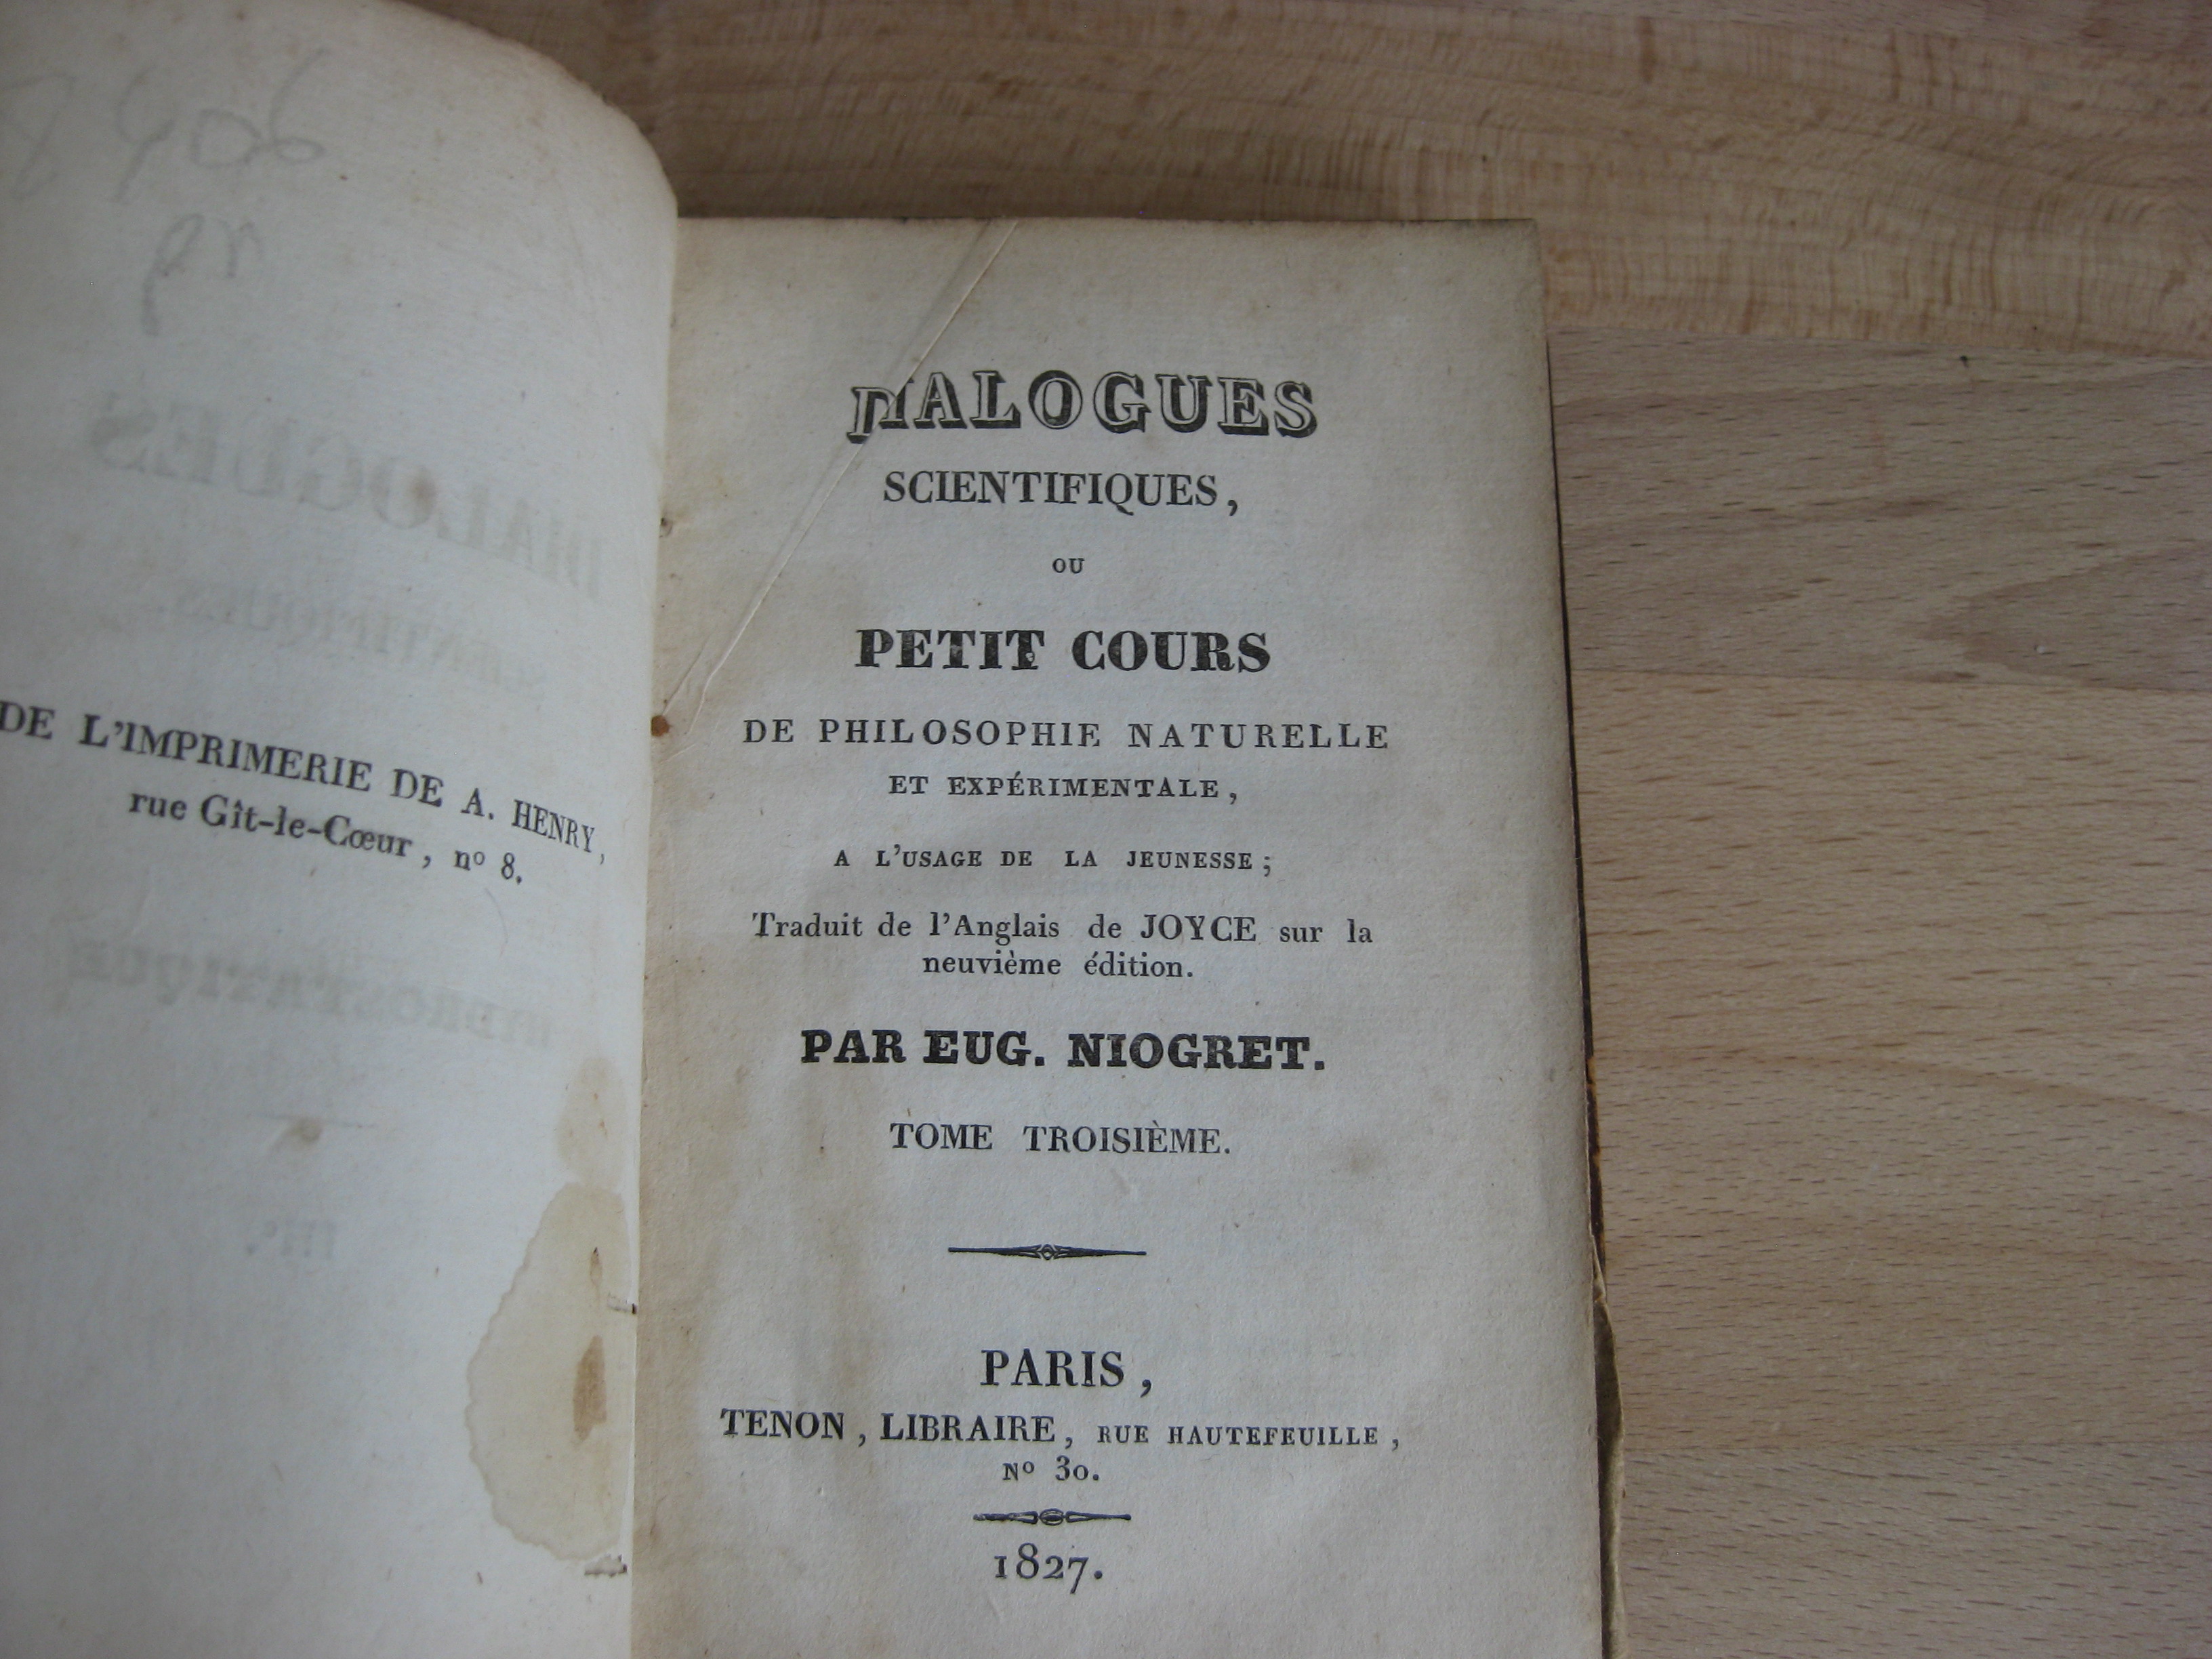 DE L'IMPRIMERIE DE A. HENRY,
rue Gît-le-Cœur, nº 8.
DIALOGUES
SCIENTIFIQUES,
OU
PETIT COURS
DE PHILOSOPHIE NATURELLE
ET EXPÉRIMENTALE,
A L'USAGE DE LA JEUNESSE;
Traduit de l'Anglais de JOYCE sur la
neuvième édition.
PAR EUG. NIOGRET.
TOME TROISIÈME.
PARIS,
TENON, LIBRAIRE, RUE HAUTEFEUILLE,
Nº 30.
1827.